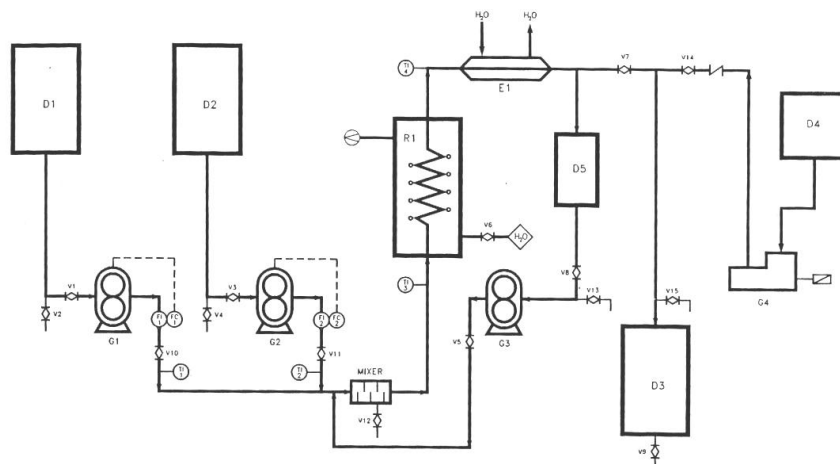 H₂O H₂O
D1
D2
TI 4
E1
V7
V14
D4
R1
D5
V6
H₂O
TI 3
V8
V13
V1
V2
G1
FI 1
FC 1
V10
TI 1
V3
V4
G2
FI 2
FC 2
V11
TI 2
V5
G3
MIXER
V12
V15
G4
D3
V9